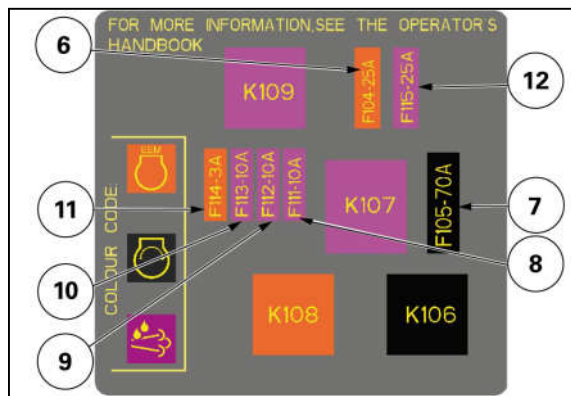 FOR MORE INFORMATION,SEE THE OPERATOR'S
HANDBOOK
6
12
K109
F104-25A
F115-25A
COLOUR CODE
EEM
F114-3A
F113-10A
F112-10A
F111-10A
K107
F105-70A
11
7
10
8
9
K108
K106